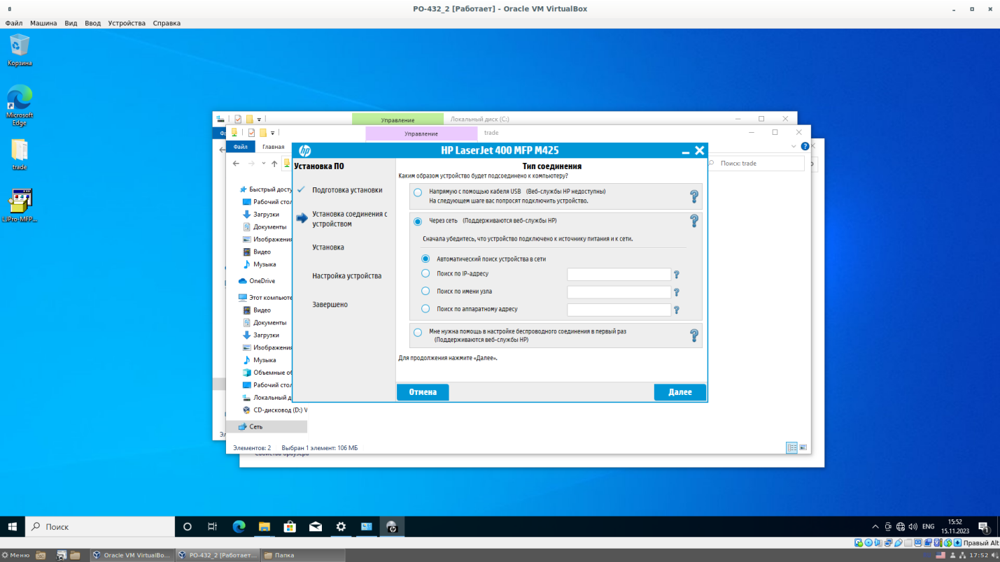 PO-432_2 [Работает] - Oracle VM VirtualBox
Файл Машина Вид Ввод Устройства Справка
Корзина
Microsoft
Edge
trade
LJPro-MFP...
Управление
Локальный диск (C:)
Управление
trade
Файл
Главная
Поиск: trade
Быстрый досту
Рабочий стол
Загрузки
Документы
Изображения
Видео
Музыка
OneDrive
Этот компьюте
Видео
Документы
Загрузки
Изображения
Музыка
Объемные об
Рабочий стол
Локальный д
CD-дисковод (D:) V
Сеть
Элементов: 2 Выбран 1 элемент: 106 МБ
Свойства браузера
hp
HP LaserJet 400 MFP M425
Установка ПО
Подготовка установки
Установка соединения с
устройством
Установка
Настройка устройства
Завершено
Тип соединения
Каким образом устройство будет подсоединено к компьютеру?
Напрямую с помощью кабеля USB (Веб-службы HP недоступны)
На следующем шаге вас попросят подключить устройство.
Через сеть (Поддерживаются веб-службы HP)
Сначала убедитесь, что устройство подключено к источнику питания и к сети.
Автоматический поиск устройства в сети
Поиск по IP-адресу
Поиск по имени узла
Поиск по аппаратному адресу
Мне нужна помощь в настройке беспроводного соединения в первый раз
(Поддерживаются веб-службы HP)
Для продолжения нажмите «Далее».
Отмена
Далее
Поиск
ENG
15:52
15.11.2023
1
Правый Alt
Меню
Oracle VM VirtualBo...
PO-432_2 [Работает...
Папка
17:52